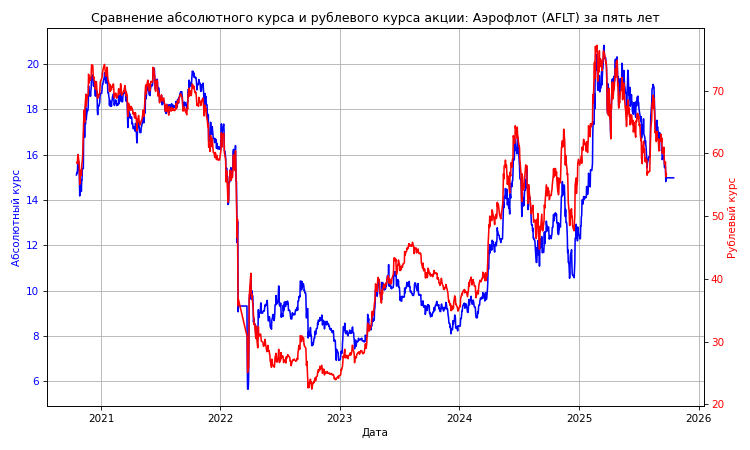 Сравнение абсолютного курса и рублевого курса акции: Аэрофлот (AFLT) за пять лет
Абсолютный курс
20
18
16
14
12
10
8
6
70
60
50
40
30
20
Рублевый курс
2021 2022 2023 2024 2025 2026
Дата